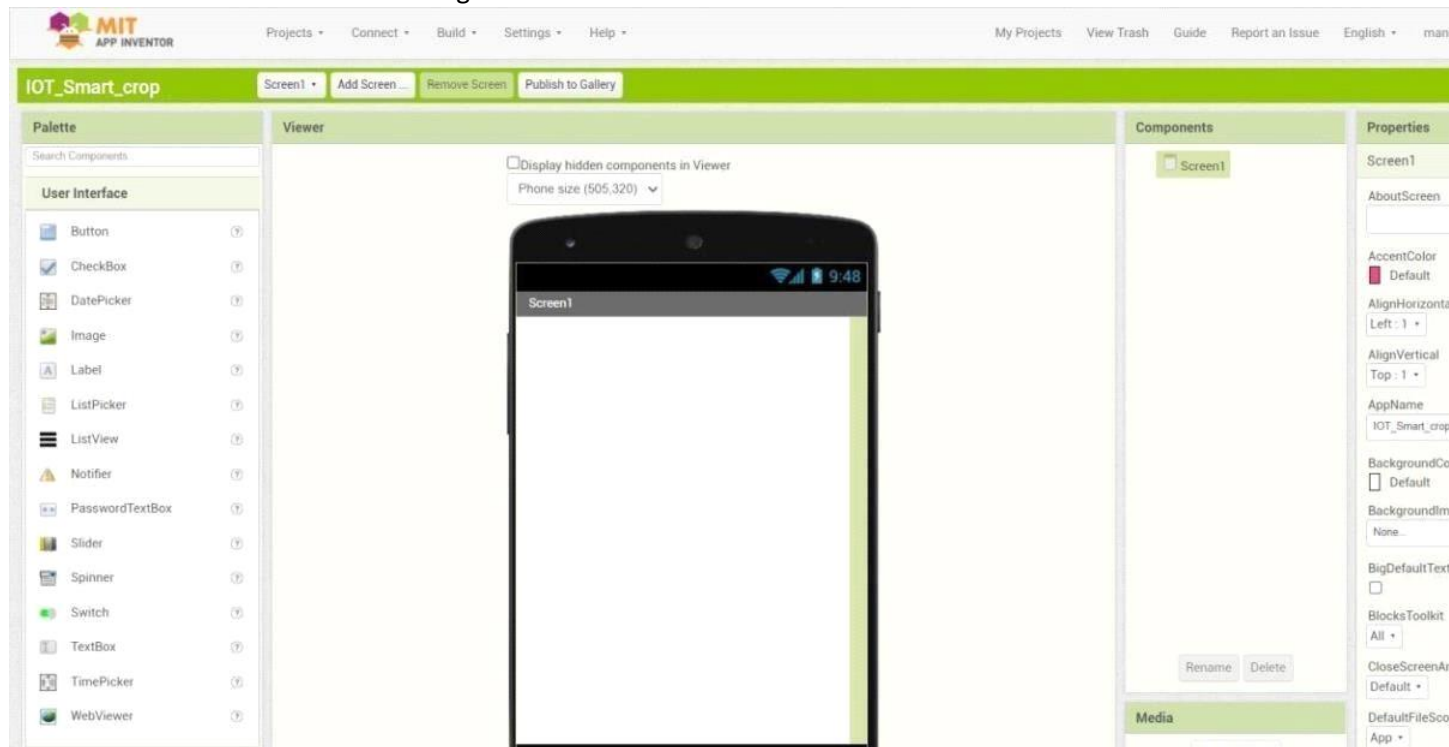 MIT
APP INVENTOR
Projects
Connect
Build
Settings
Help
My Projects
View Trash
Guide
Report an Issue
English
man
IOT_Smart_crop
Screen1
Add Screen ...
Remove Screen
Publish to Gallery
Palette
Search Components
User Interface
Button
CheckBox
DatePicker
Image
Label
ListPicker
ListView
Notifier
PasswordTextBox
Slider
Spinner
Switch
TextBox
TimePicker
WebViewer
Viewer
Display hidden components in Viewer
Phone size (505,320)
9:48
Screen1
Components
Screen1
Rename
Delete
Media
Properties
Screen1
AboutScreen
AccentColor
Default
AlignHorizonta
Left : 1
AlignVertical
Top : 1
AppName
IOT_Smart_crop
BackgroundCo
Default
BackgroundIm
None...
BigDefaultText
BlocksToolkit
All
CloseScreenAn
Default
DefaultFileSco
App